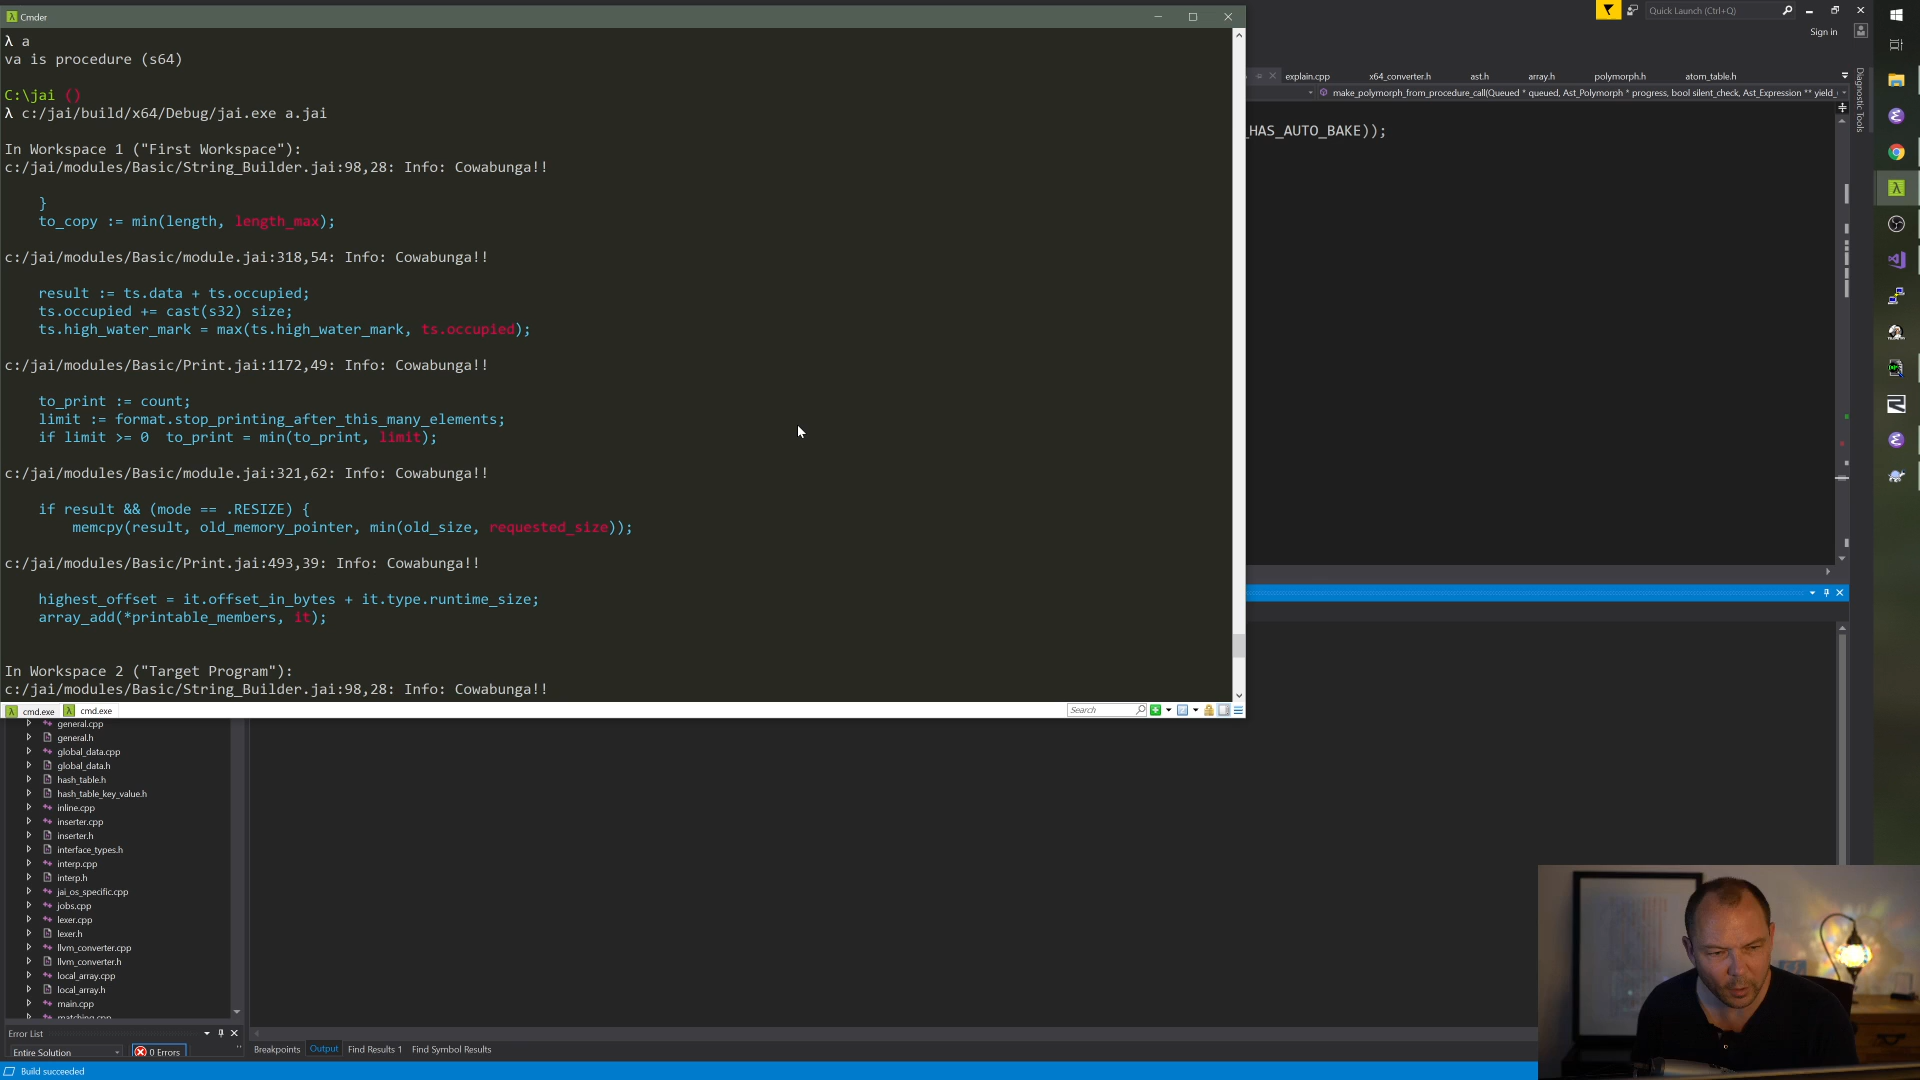 Cmder
λ a
va is procedure (s64)
C:\jai ()
λ c:/jai/build/x64/Debug/jai.exe a.jai
In Workspace 1 ("First Workspace"):
c:/jai/modules/Basic/String_Builder.jai:98,28: Info: Cowabunga!!
}
to_copy := min(length, length_max);
c:/jai/modules/Basic/module.jai:318,54: Info: Cowabunga!!
result := ts.data + ts.occupied;
ts.occupied += cast(s32) size;
ts.high_water_mark = max(ts.high_water_mark, ts.occupied);
c:/jai/modules/Basic/Print.jai:1172,49: Info: Cowabunga!!
to_print := count;
limit := format.stop_printing_after_this_many_elements;
if limit >= 0  to_print = min(to_print, limit);
c:/jai/modules/Basic/module.jai:321,62: Info: Cowabunga!!
if result && (mode == .RESIZE) {
memcpy(result, old_memory_pointer, min(old_size, requested_size));
c:/jai/modules/Basic/Print.jai:493,39: Info: Cowabunga!!
highest_offset = it.offset_in_bytes + it.type.runtime_size;
array_add(*printable_members, it);
In Workspace 2 ("Target Program"):
c:/jai/modules/Basic/String_Builder.jai:98,28: Info: Cowabunga!!
cmd.exe cmd.exe Search
Quick Launch (Ctrl+Q)
Sign in
explain.cpp x64_converter.h ast.h array.h polymorph.h atom_table.h
make_polymorph_from_procedure_call(Queued * queued, Ast_Polymorph * progress, bool silent_check, Ast_Expression ** yield_
_HAS_AUTO_BAKE));
Diagnostic Tools
general.cpp
general.h
global_data.cpp
global_data.h
hash_table.h
hash_table_key_value.h
inline.cpp
inserter.cpp
inserter.h
interface_types.h
interp.cpp
interp.h
jai_os_specific.cpp
jobs.cpp
lexer.cpp
lexer.h
llvm_converter.cpp
llvm_converter.h
local_array.cpp
local_array.h
main.cpp
matching.cpp
Error List
Entire Solution 0 Errors
Breakpoints Output Find Results 1 Find Symbol Results
Build succeeded